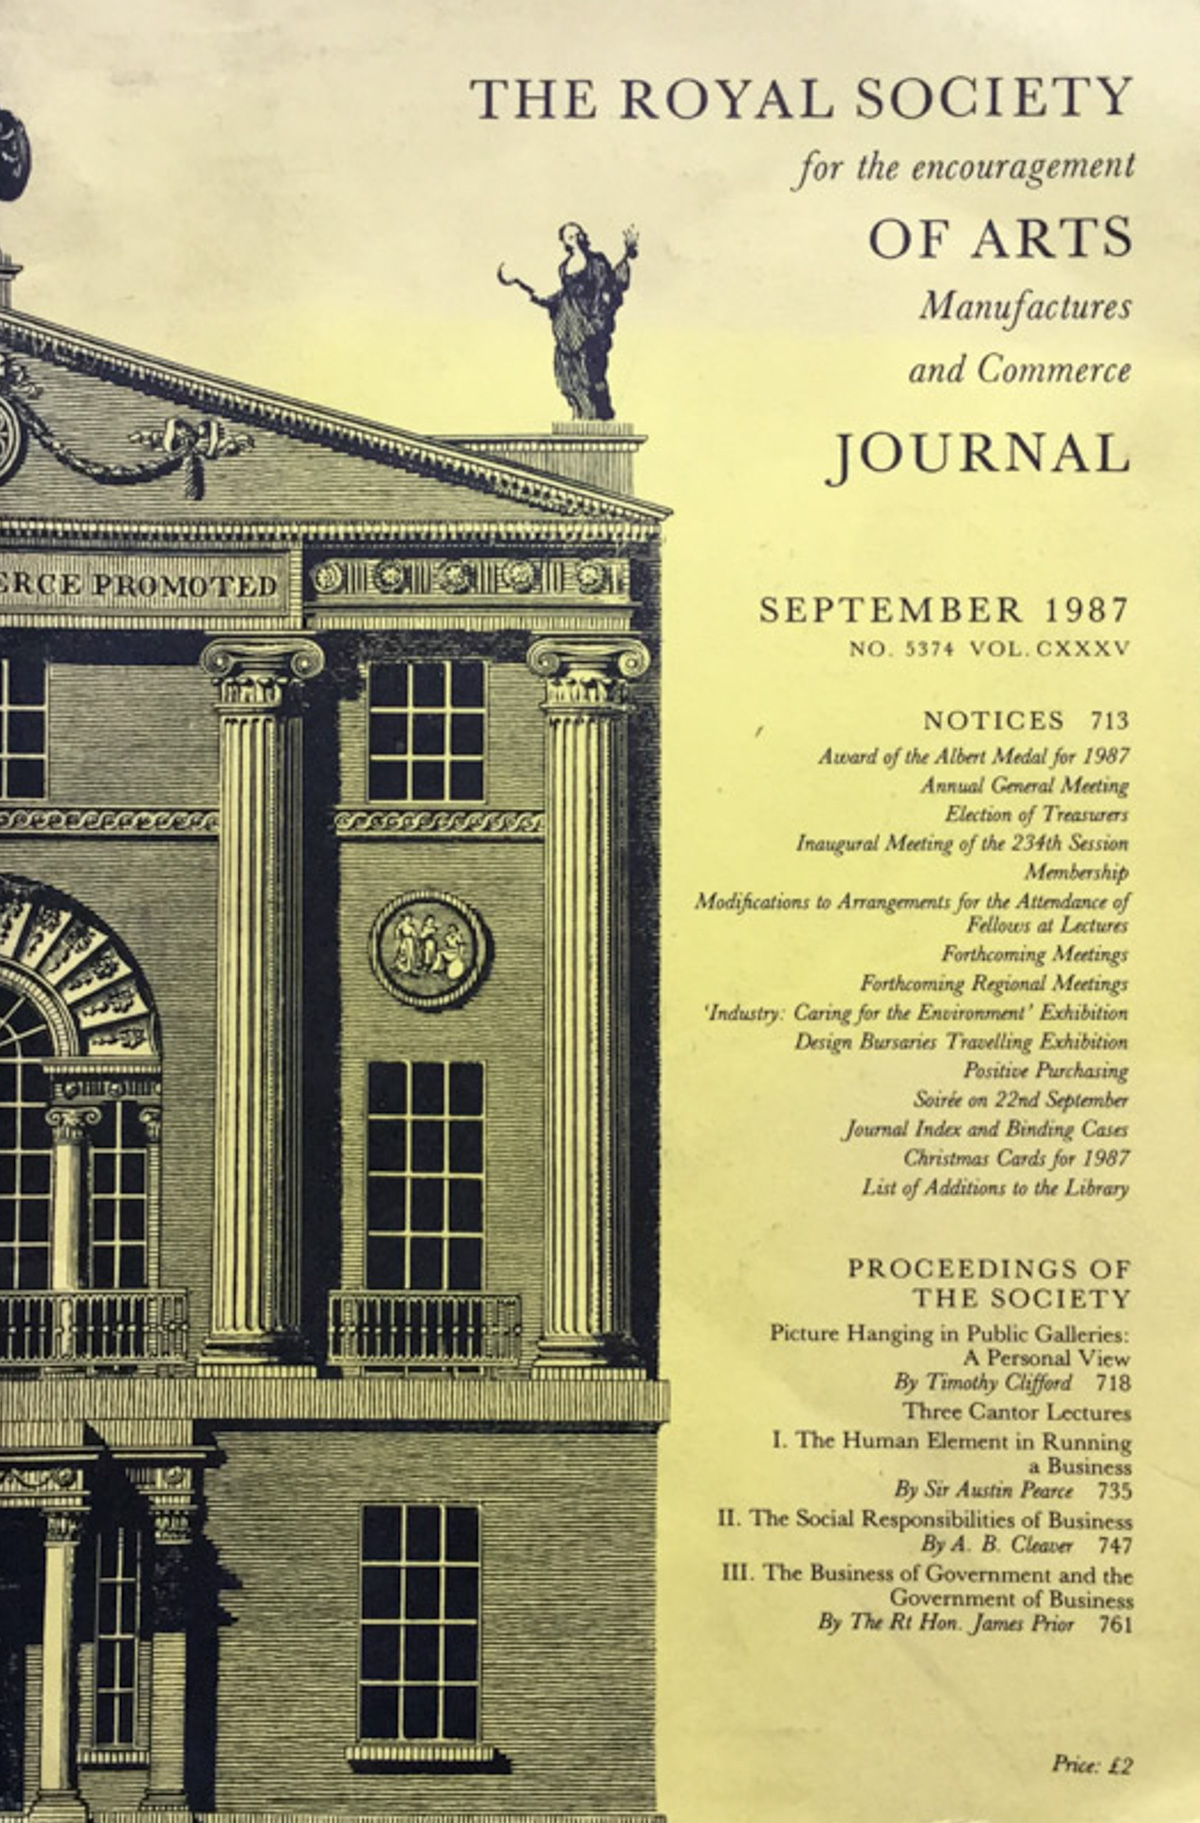 THE ROYAL SOCIETY
for the encouragement
OF ARTS
Manufactures
and Commerce
JOURNAL
ERCE PROMOTED
SEPTEMBER 1987
NO. 5374 VOL. CXXXV
NOTICES 713
Award of the Albert Medal for 1987
Annual General Meeting
Election of Treasurers
Inaugural Meeting of the 234th Session
Membership
Modifications to Arrangements for the Attendance of
Fellows at Lectures
Forthcoming Meetings
Forthcoming Regional Meetings
'Industry: Caring for the Environment' Exhibition
Design Bursaries Travelling Exhibition
Positive Purchasing
Soirée on 22nd September
Journal Index and Binding Cases
Christmas Cards for 1987
List of Additions to the Library
PROCEEDINGS OF
THE SOCIETY
Picture Hanging in Public Galleries:
A Personal View
By Timothy Clifford 718
Three Cantor Lectures
I. The Human Element in Running
a Business
By Sir Austin Pearce 735
II. The Social Responsibilities of Business
By A. B. Cleaver 747
III. The Business of Government and the
Government of Business
By The Rt Hon. James Prior 761
Price: £2